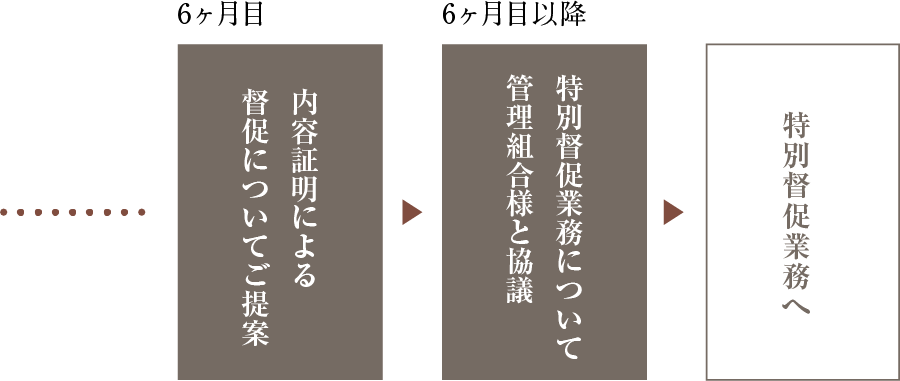 6ヶ月目
内容証明による
督促についてご提案
6ヶ月目以降
特別督促業務について
管理組合様と協議
特別督促業務へ